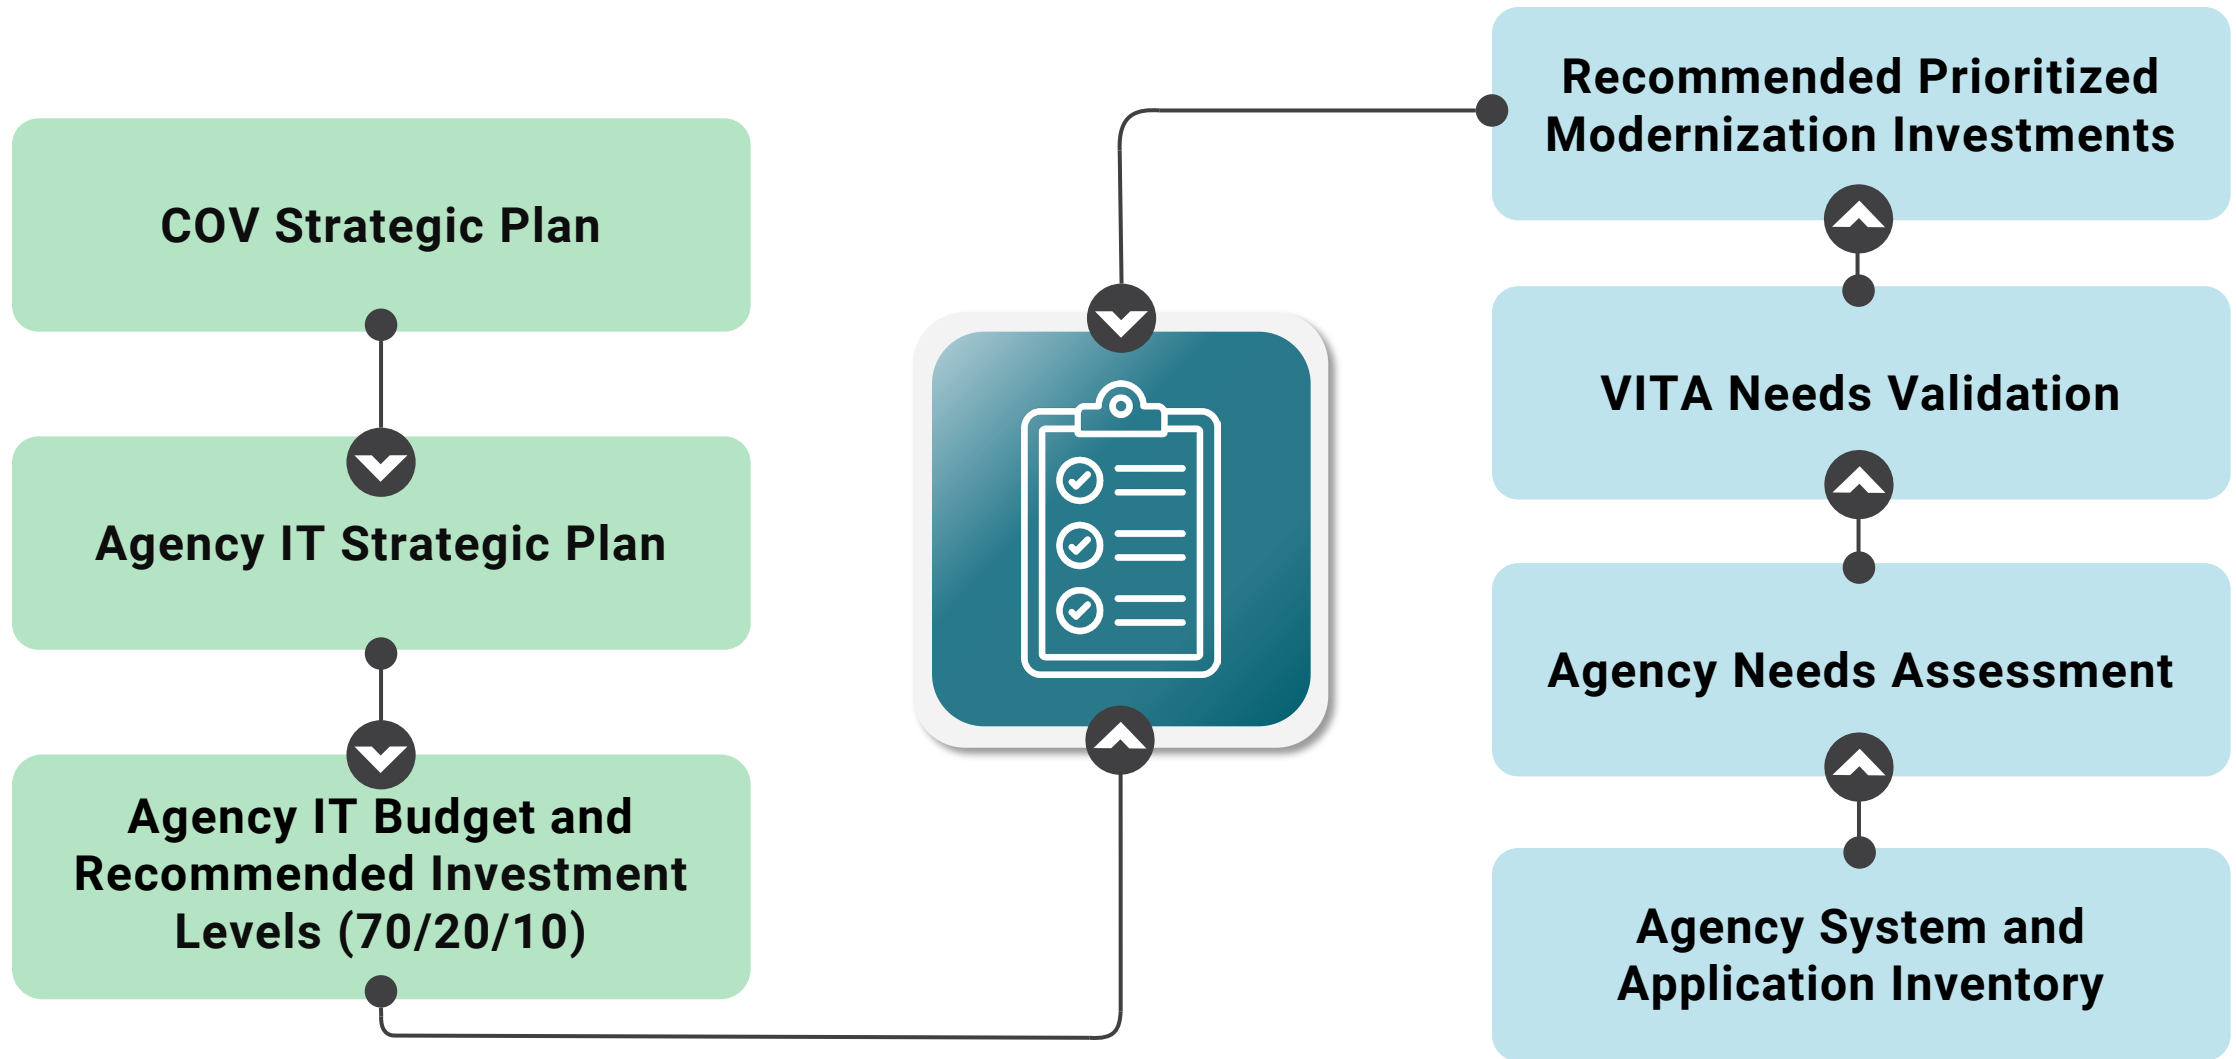 COV Strategic Plan
Agency IT Strategic Plan
Agency IT Budget and
Recommended Investment
Levels (70/20/10)
Recommended Prioritized
Modernization Investments
VITA Needs Validation
Agency Needs Assessment
Agency System and
Application Inventory